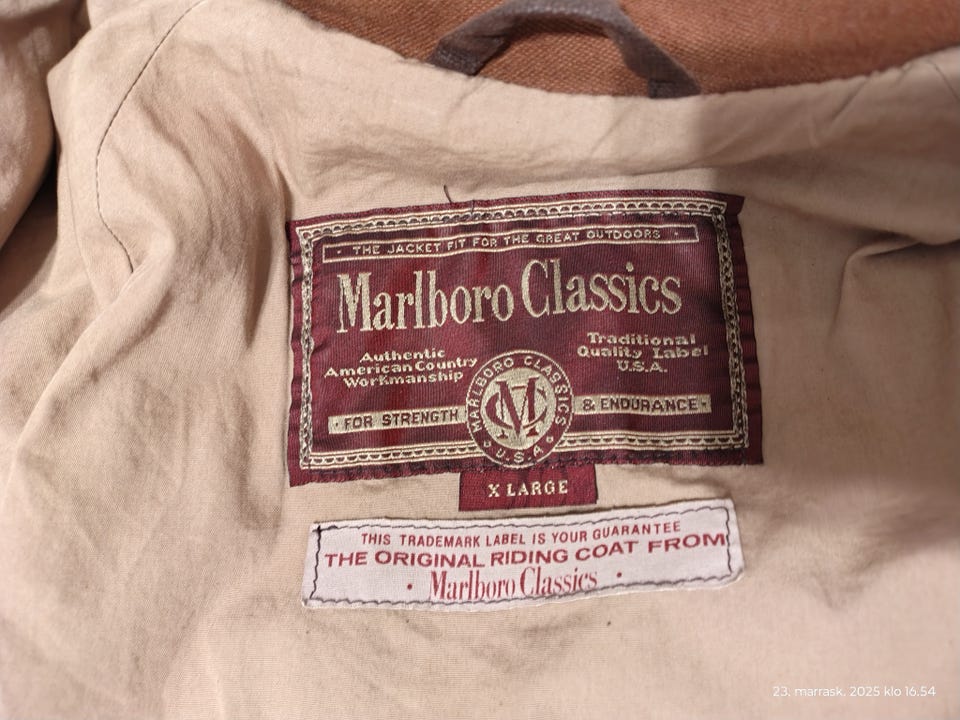 · THE JACKET FIT FOR THE GREAT OUTDOORS ·
Marlboro Classics
Authentic
American Country
Workmanship
Traditional
Quality Label
U.S.A.
· FOR STRENGTH
& ENDURANCE ·
MARLBORO CLASSICS
MC
U.S.A
X LARGE
THIS TRADEMARK LABEL IS YOUR GUARANTEE
THE ORIGINAL RIDING COAT FROM
· Marlboro Classics ·
23. marrask. 2025 klo 16.54